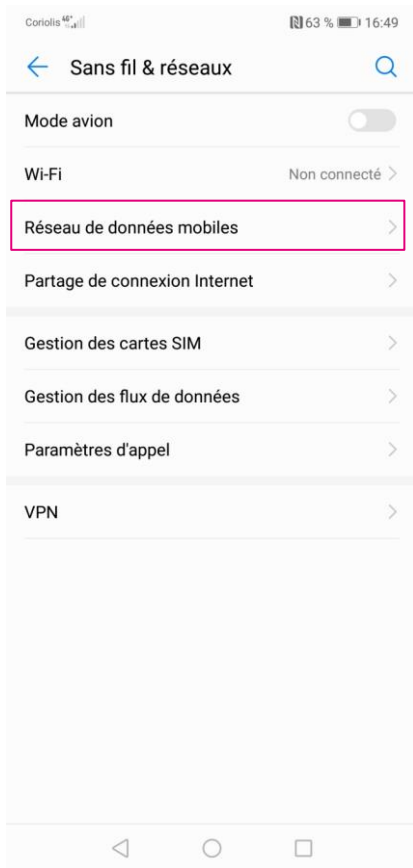 Coriolis 4G+ 63 % 16:49
Sans fil & réseaux
Mode avion
Wi-Fi Non connecté
Réseau de données mobiles
Partage de connexion Internet
Gestion des cartes SIM
Gestion des flux de données
Paramètres d'appel
VPN